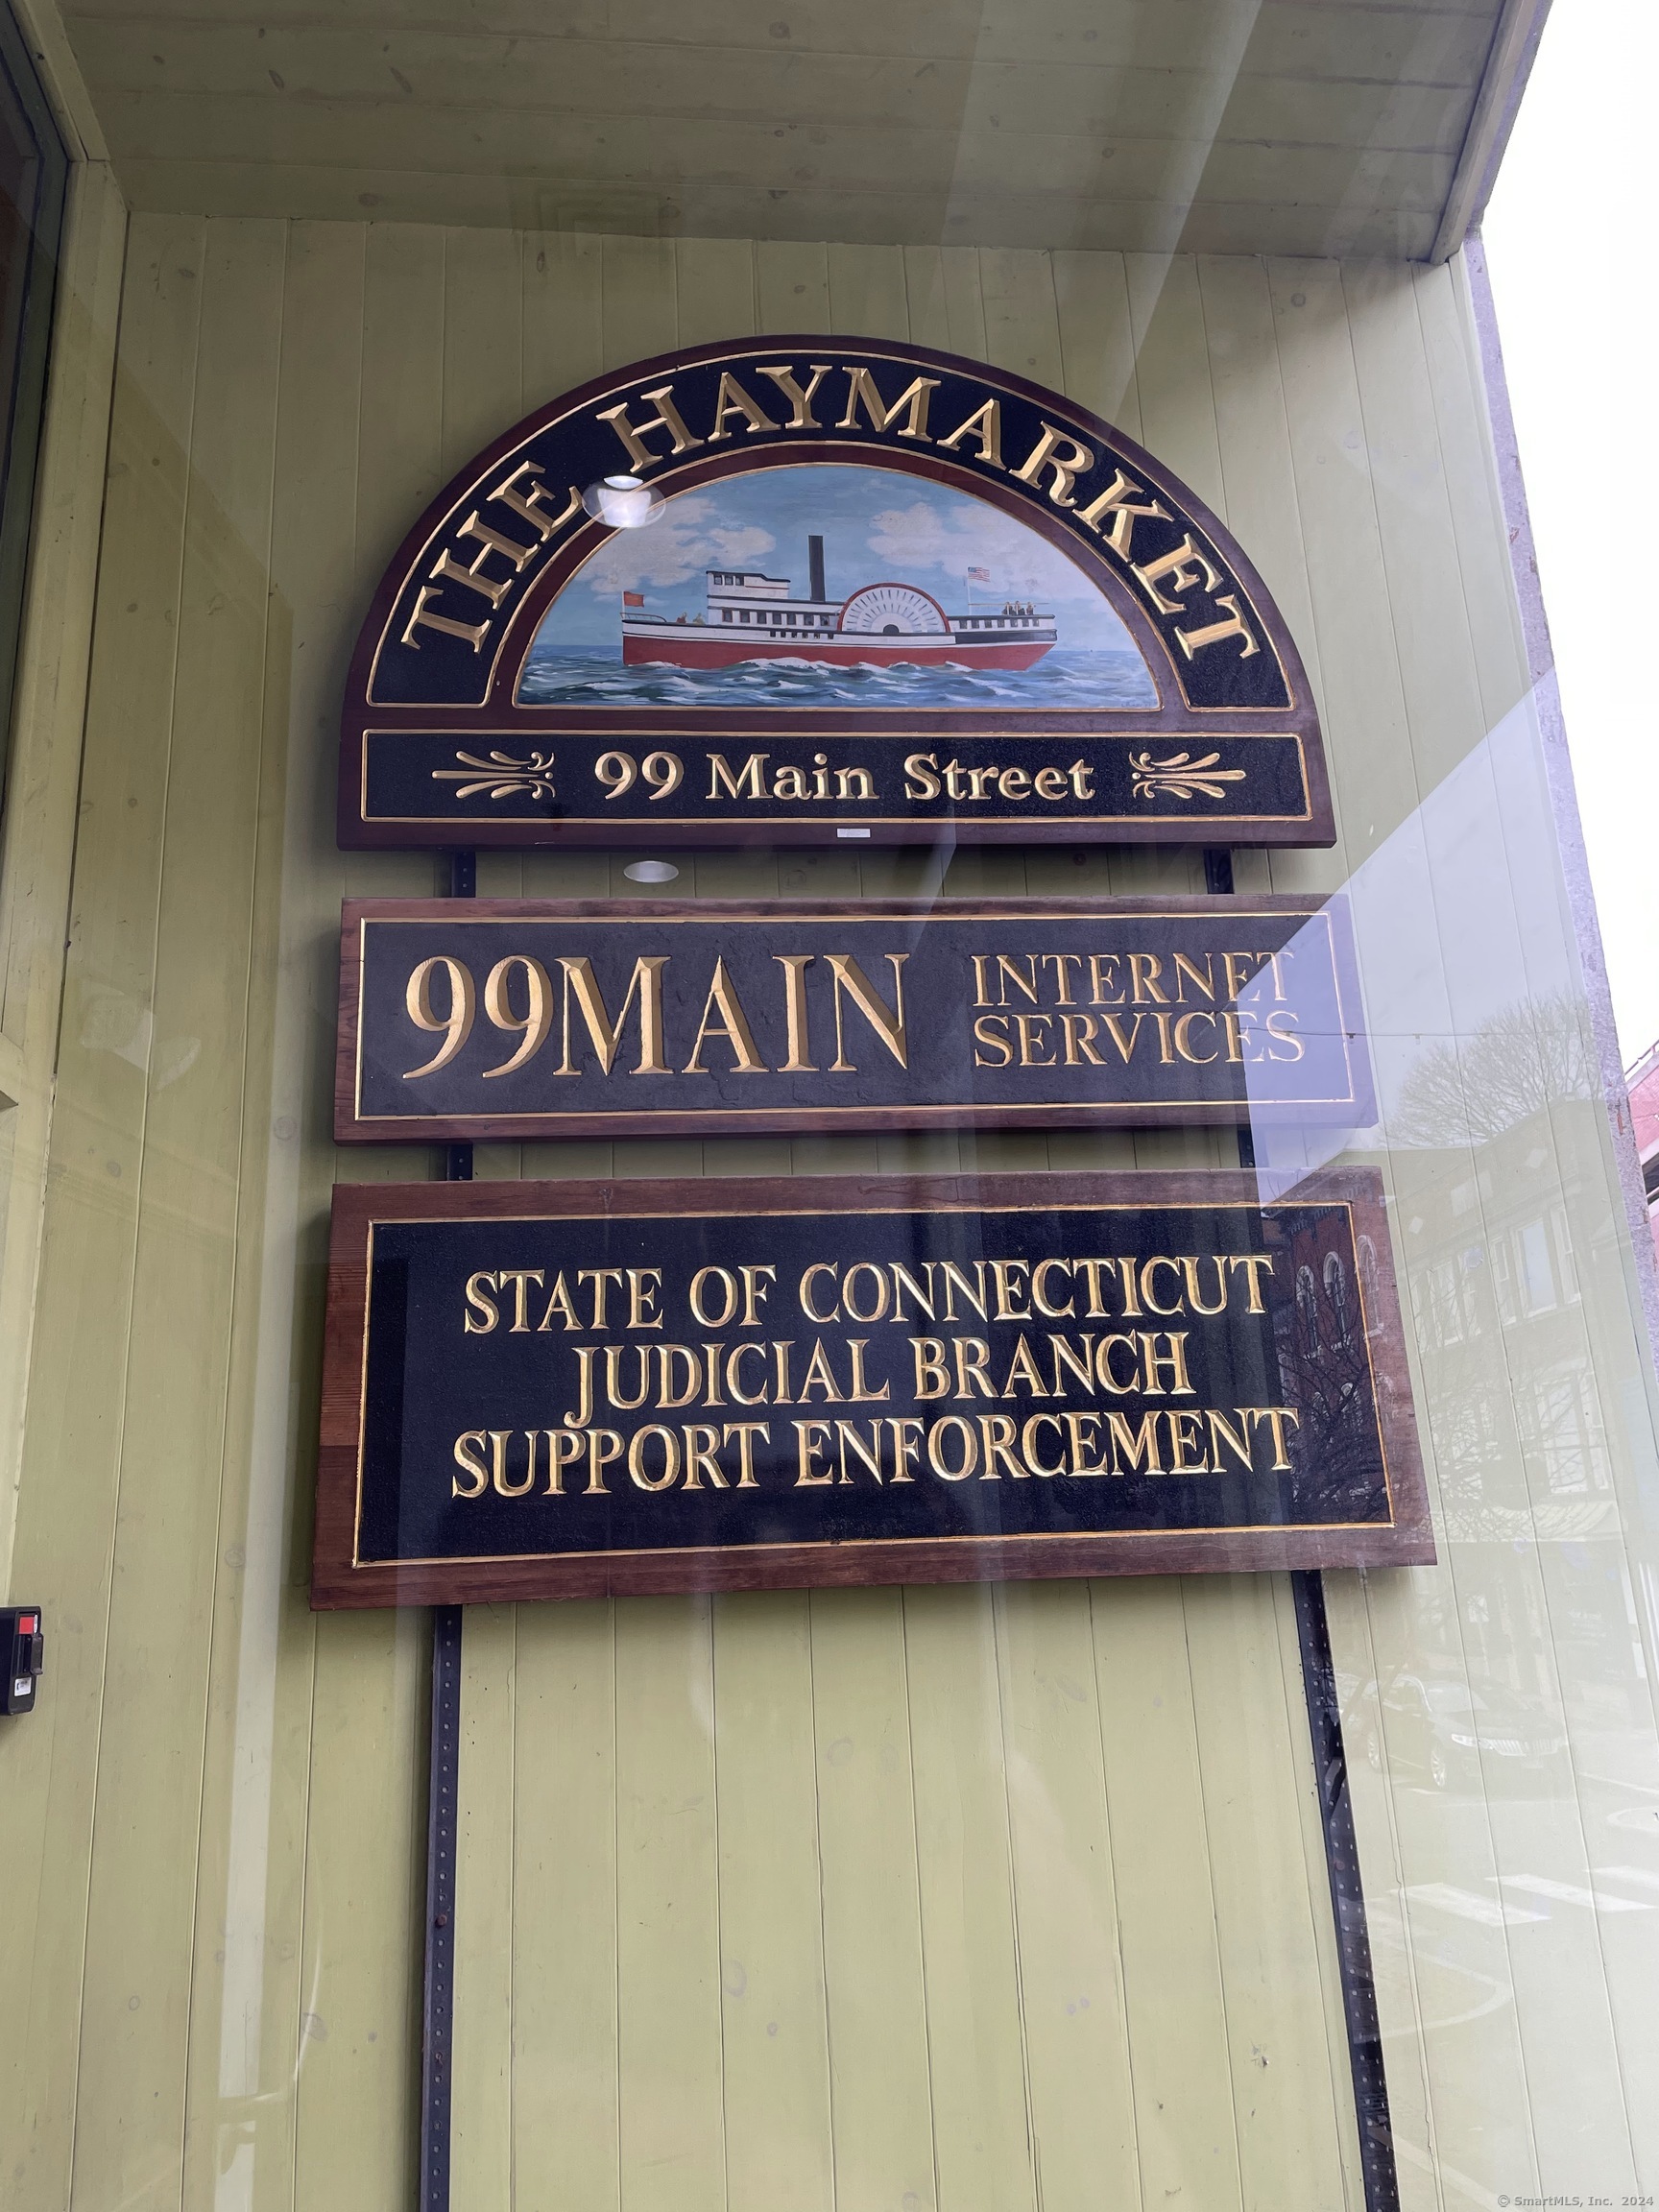 THE HAYMARKET
99 Main Street
99MAIN INTERNET SERVICES
STATE OF CONNECTICUT
JUDICIAL BRANCH
SUPPORT ENFORCEMENT
© SmartMLS, Inc. 2024